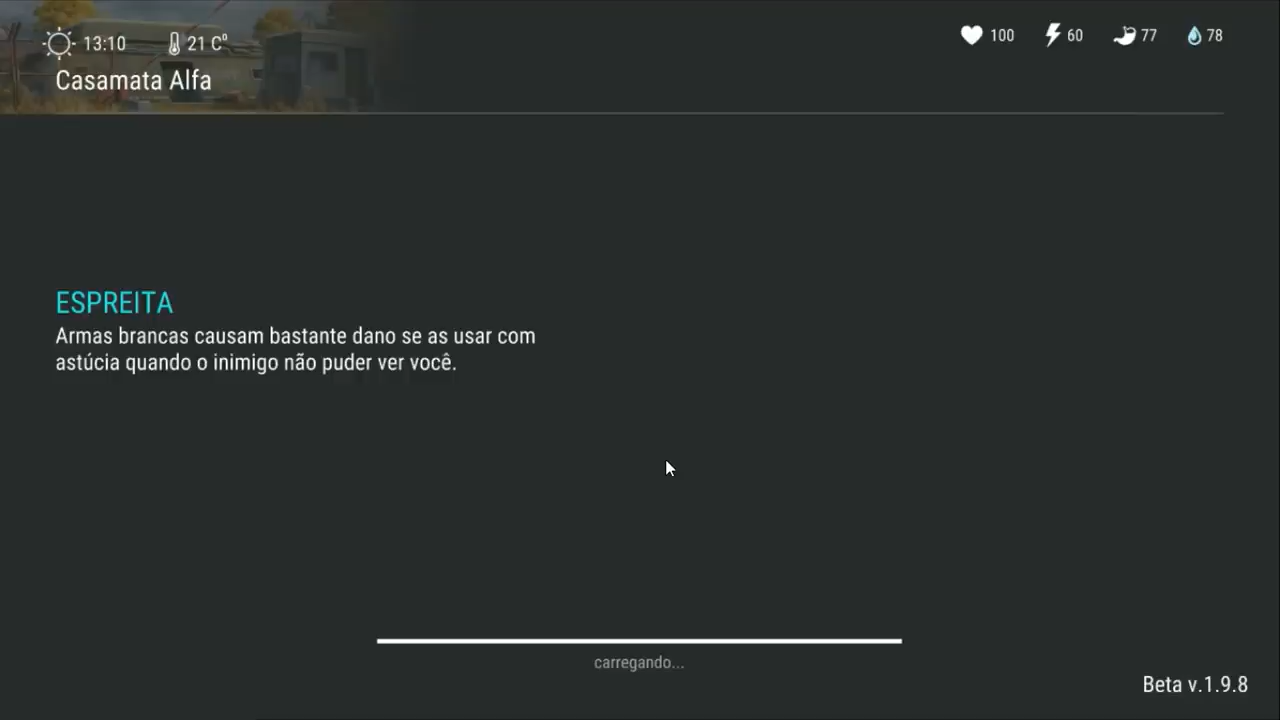 13:10 21 Cº
Casamata Alfa
100 60 77 78
ESPREITA
Armas brancas causam bastante dano se as usar com
astúcia quando o inimigo não puder ver você.
carregando...
Beta v.1.9.8